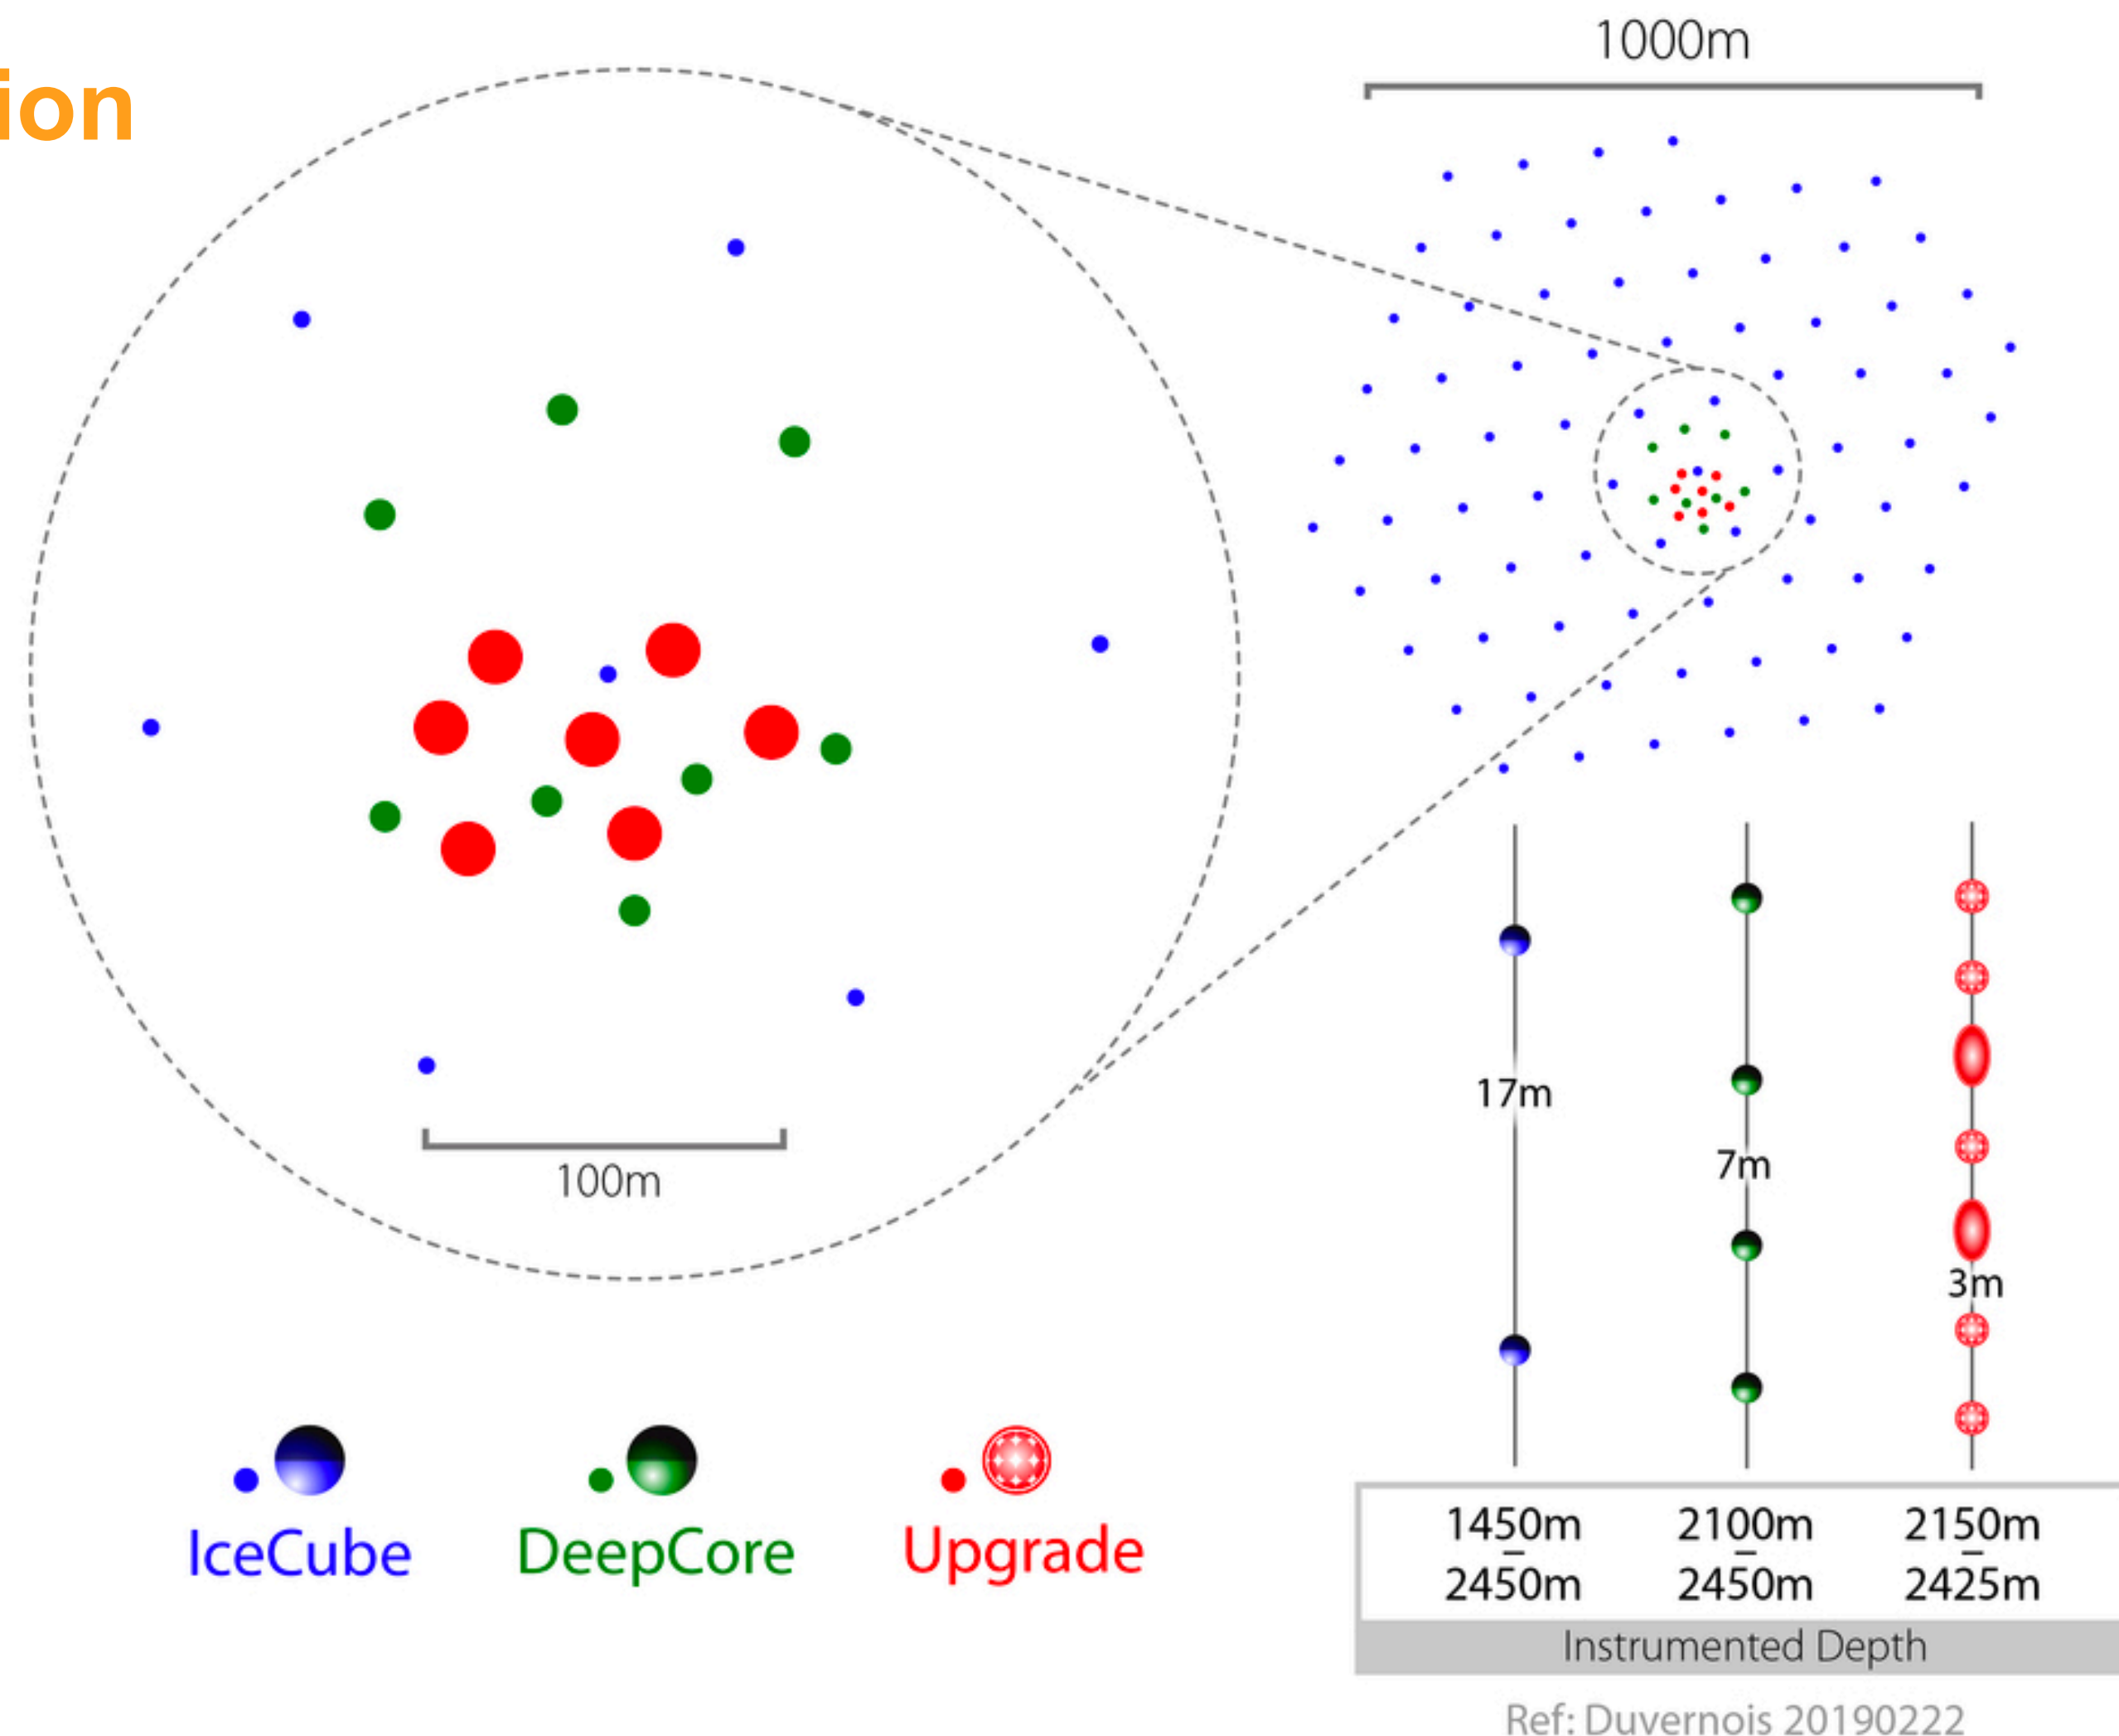 ion
1000m
100m
17m
7m
3m
IceCube
DeepCore
Upgrade
1450m
–
2450m
2100m
–
2450m
2150m
–
2425m
Instrumented Depth
Ref: Duvernois 20190222